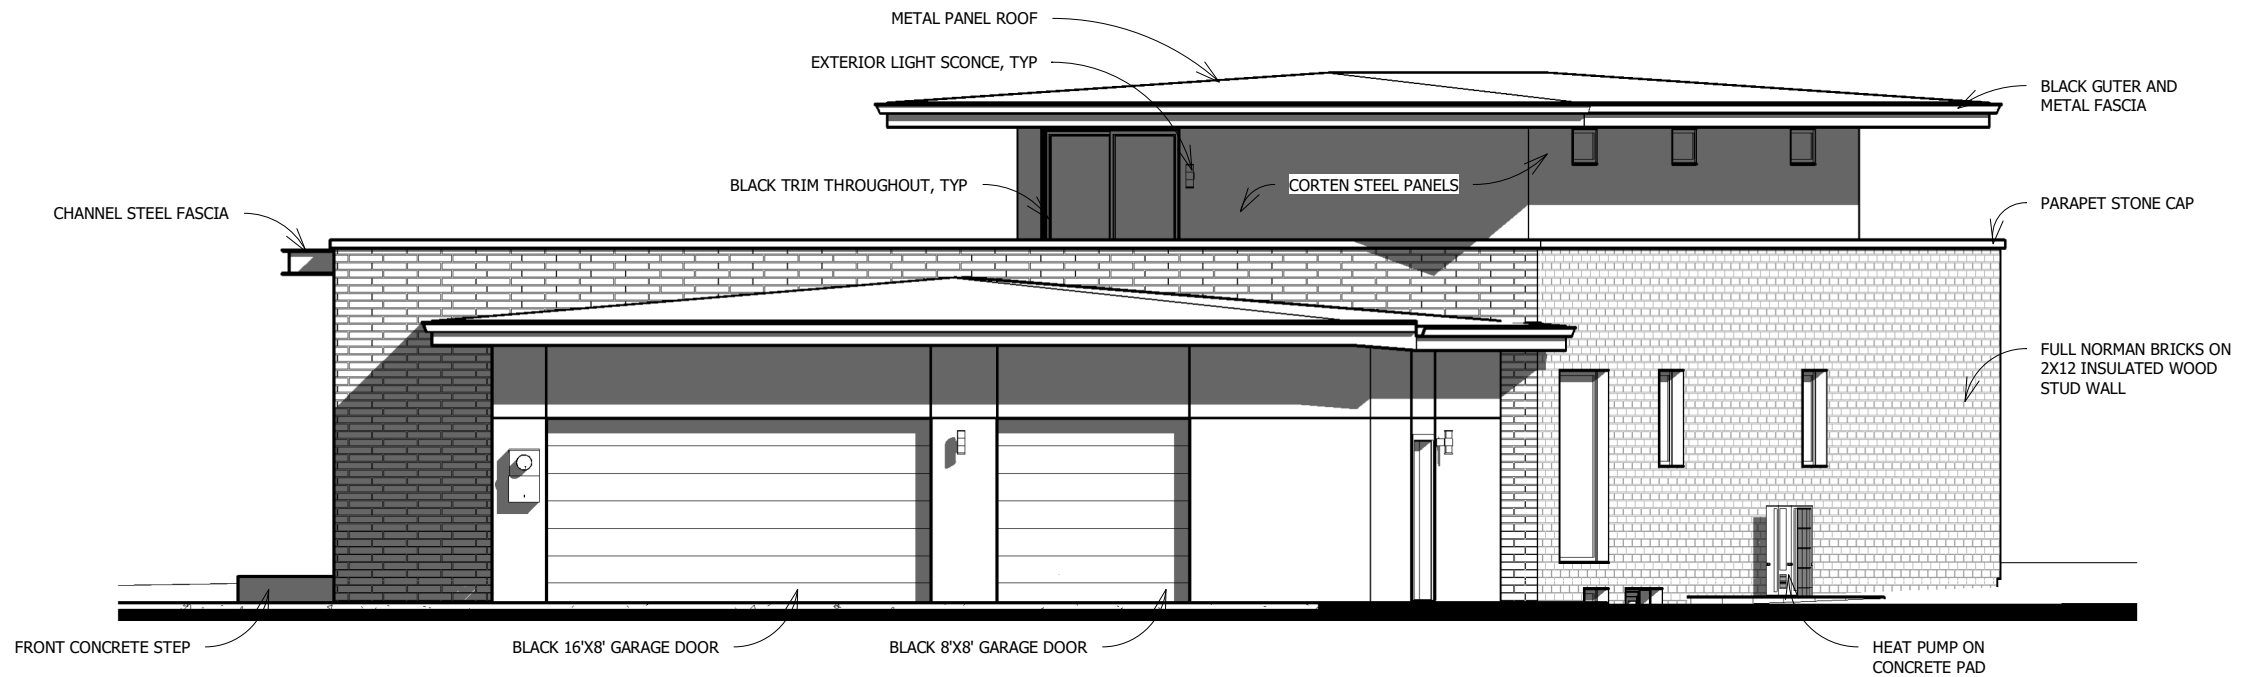 METAL PANEL ROOF
EXTERIOR LIGHT SCONCE, TYP
BLACK GUTER AND
METAL FASCIA
BLACK TRIM THROUGHOUT, TYP
CORTEN STEEL PANELS
CHANNEL STEEL FASCIA
PARAPET STONE CAP
FULL NORMAN BRICKS ON
2X12 INSULATED WOOD
STUD WALL
FRONT CONCRETE STEP
BLACK 16'X8' GARAGE DOOR
BLACK 8'X8' GARAGE DOOR
HEAT PUMP ON
CONCRETE PAD